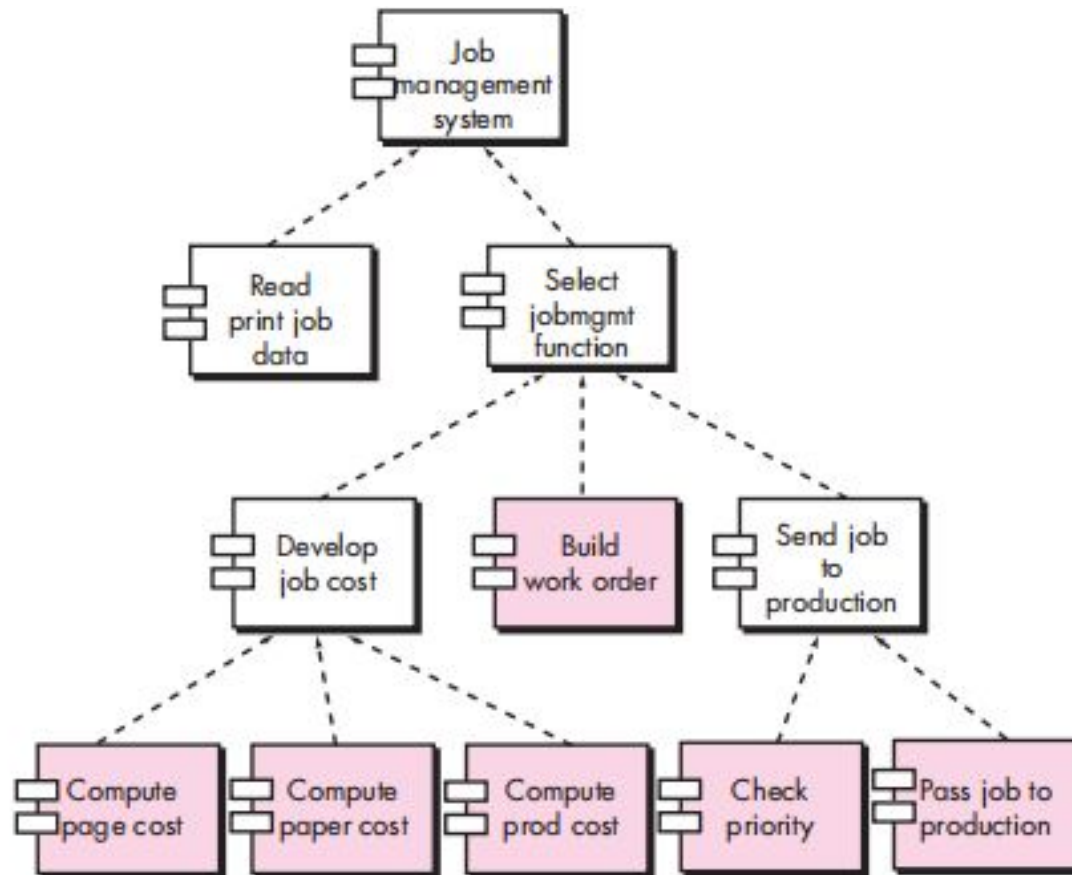 Job
management
system
Read
print job
data
Select
jobmgmt
function
Develop
job cost
Build
work order
Send job
to
production
Compute
page cost
Compute
paper cost
Compute
prod cost
Check
priority
Pass job to
production